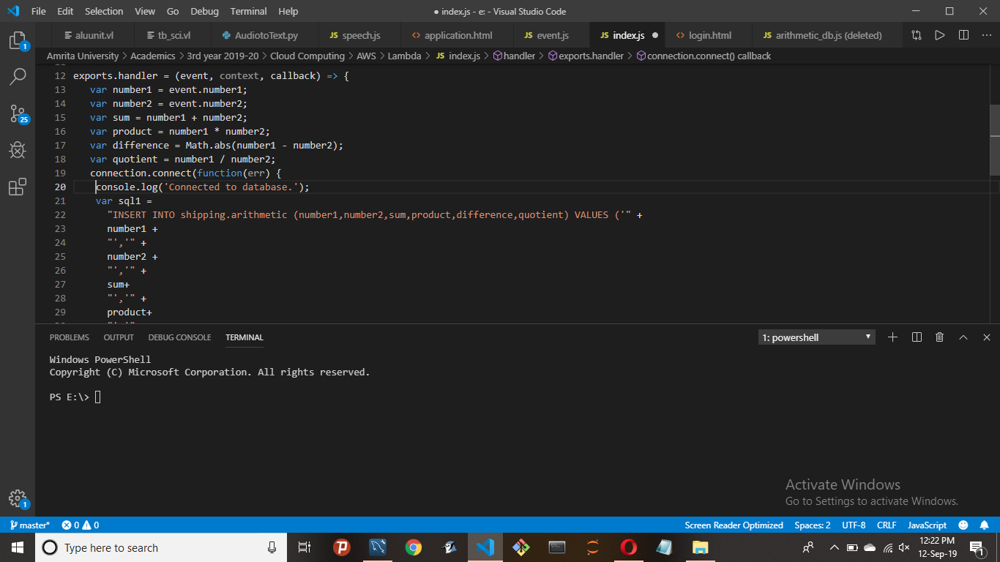 File Edit Selection View Go Debug Terminal Help
● index.js - e: - Visual Studio Code
aluunit.vl tb_sci.vl AudiotoText.py JS speech.js <> application.html JS event.js JS index.js ● <> login.html JS arithmetic_db.js (deleted) ···
Amrita University > Academics > 3rd year 2019-20 > Cloud Computing > AWS > Lambda > JS index.js > handler > exports.handler > connection.connect() callback
12 exports.handler = (event, context, callback) => {
13 var number1 = event.number1;
14 var number2 = event.number2;
15 var sum = number1 + number2;
16 var product = number1 * number2;
17 var difference = Math.abs(number1 - number2);
18 var quotient = number1 / number2;
19 connection.connect(function(err) {
20 console.log('Connected to database.');
21 var sql1 =
22 "INSERT INTO shipping.arithmetic (number1,number2,sum,product,difference,quotient) VALUES ('" +
23 number1 +
24 "','" +
25 number2 +
26 "','" +
27 sum+
28 "','" +
29 product+
1
25
1
PROBLEMS OUTPUT DEBUG CONSOLE TERMINAL 1: powershell
Windows PowerShell
Copyright (C) Microsoft Corporation. All rights reserved.
PS E:\>
Activate Windows
Go to Settings to activate Windows.
master* 0 0 Screen Reader Optimized Spaces: 2 UTF-8 CRLF JavaScript
Type here to search
12:22 PM
12-Sep-19
1